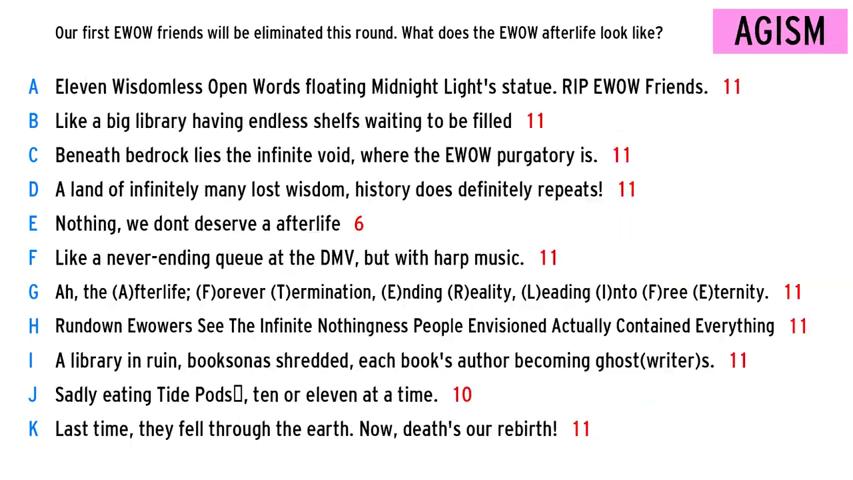 Our first EWOW friends will be eliminated this round. What does the EWOW afterlife look like?
AGISM
A Eleven Wisdomless Open Words floating Midnight Light's statue. RIP EWOW Friends. 11
B Like a big library having endless shelfs waiting to be filled 11
C Beneath bedrock lies the infinite void, where the EWOW purgatory is. 11
D A land of infinitely many lost wisdom, history does definitely repeats! 11
E Nothing, we dont deserve a afterlife 6
F Like a never-ending queue at the DMV, but with harp music. 11
G Ah, the (A)fterlife; (F)orever (T)ermination, (E)nding (R)eality, (L)eading (I)nto (F)ree (E)ternity. 11
H Rundown Ewowers See The Infinite Nothingness People Envisioned Actually Contained Everything 11
I A library in ruin, booksonas shredded, each book's author becoming ghost(writer)s. 11
J Sadly eating Tide Pods▯, ten or eleven at a time. 10
K Last time, they fell through the earth. Now, death's our rebirth! 11